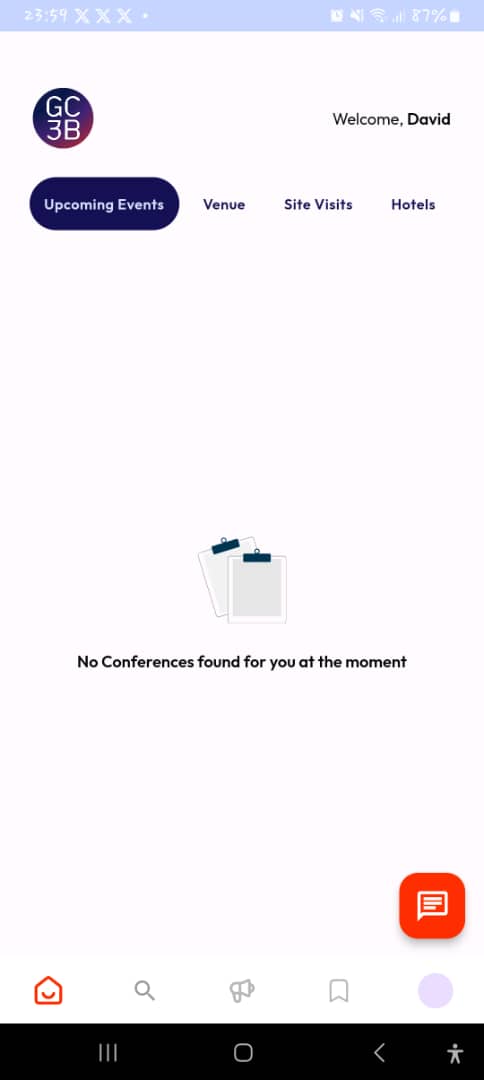 23:59 X X X • 87%
GC
3B
Welcome, David
Upcoming Events Venue Site Visits Hotels
No Conferences found for you at the moment